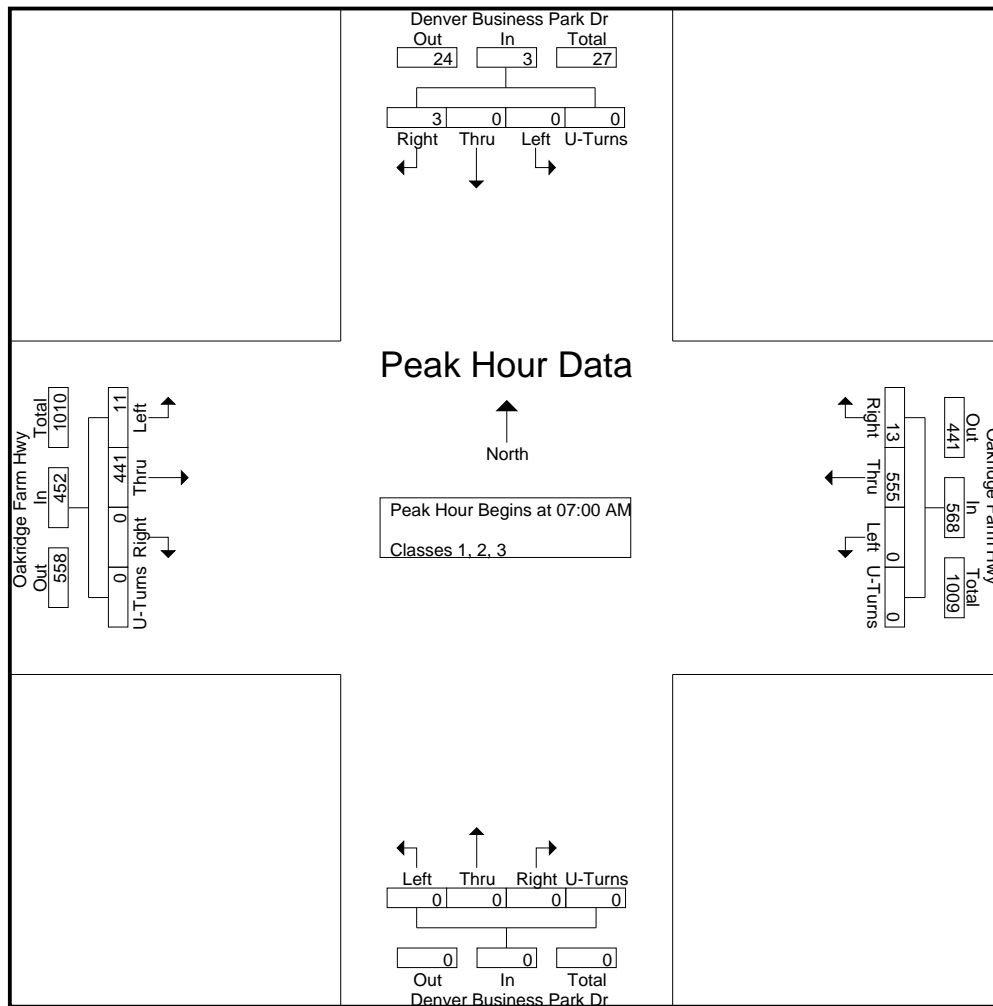 Denver Business Park Dr
Out In Total
24 3 27
3 0 0 0
Right Thru Left U-Turns
Peak Hour Data
North
Peak Hour Begins at 07:00 AM
Classes 1, 2, 3
Oakridge Farm Hwy
Total In Out
1010 452 558
11 441 0 0
Left Thru Right U-Turns
Right Thru Left U-Turns
13 555 0 0
441 568 1009
Out In Total
Oakridge Farm Hwy
Left Thru Right U-Turns
0 0 0 0
0 0 0
Out In Total
Denver Business Park Dr